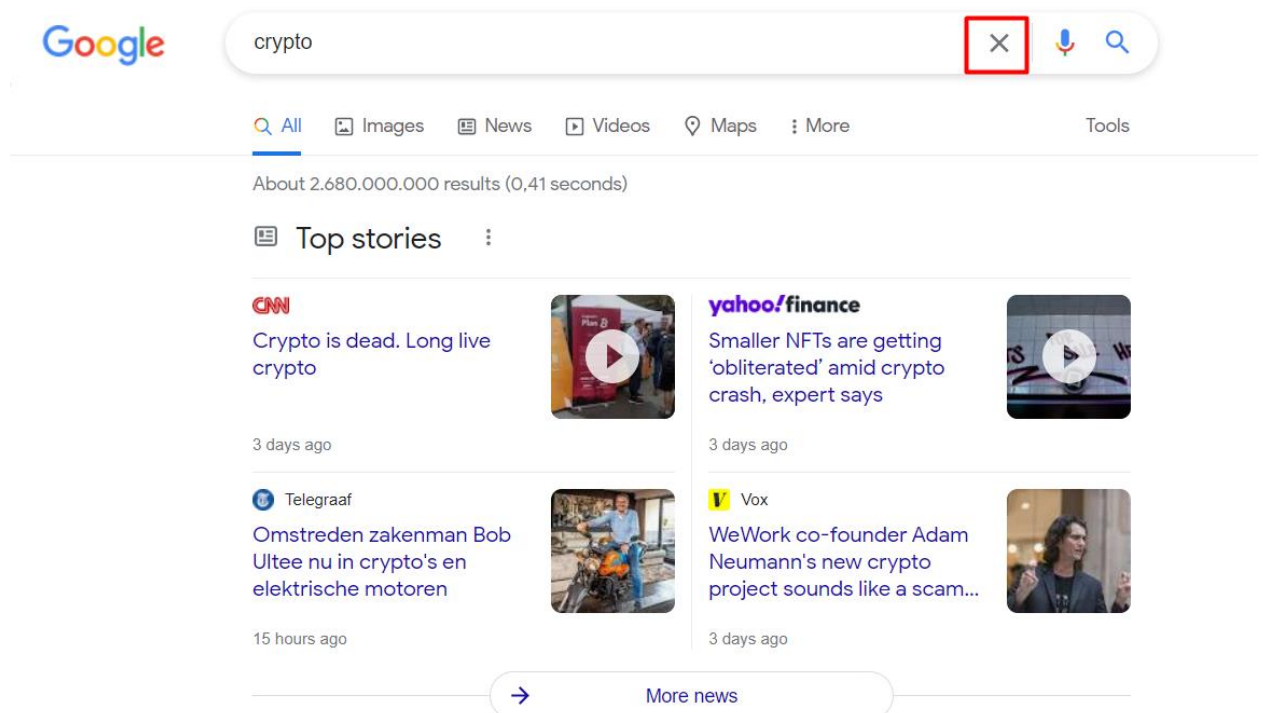 Google
crypto
All Images News Videos Maps More Tools
About 2.680.000.000 results (0,41 seconds)
Top stories
CNN
Crypto is dead. Long live
crypto
3 days ago
Plan B
yahoo!finance
Smaller NFTs are getting
‘obliterated’ amid crypto
crash, expert says
3 days ago
Telegraaf
Omstreden zakenman Bob
Ultee nu in crypto's en
elektrische motoren
15 hours ago
V Vox
WeWork co-founder Adam
Neumann's new crypto
project sounds like a scam...
3 days ago
More news